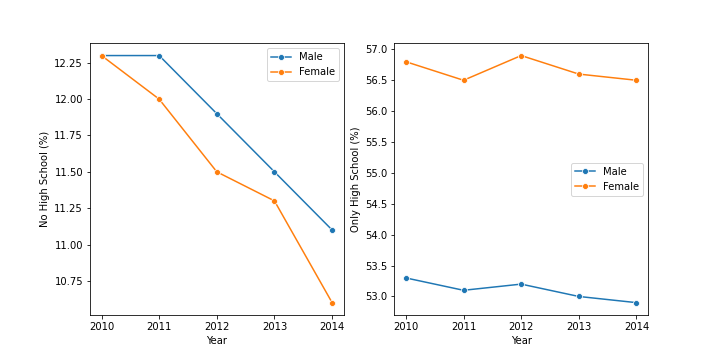 No High School (%)
12.25
12.00
11.75
11.50
11.25
11.00
10.75
2010 2011 2012 2013 2014
Year
Male
Female
Only High School (%)
57.0
56.5
56.0
55.5
55.0
54.5
54.0
53.5
53.0
2010 2011 2012 2013 2014
Year
Male
Female